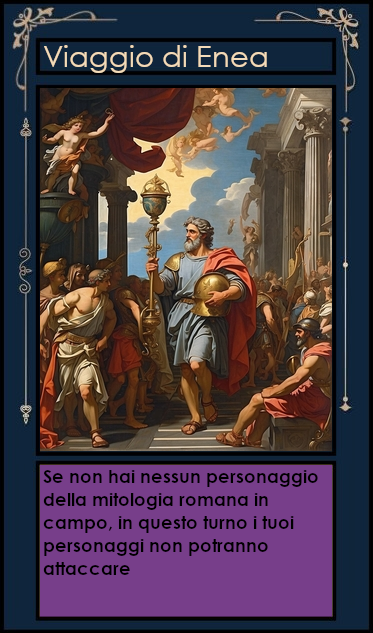 Viaggio di Enea
Se non hai nessun personaggio
della mitologia romana in
campo, in questo turno i tuoi
personaggi non potranno
attaccare